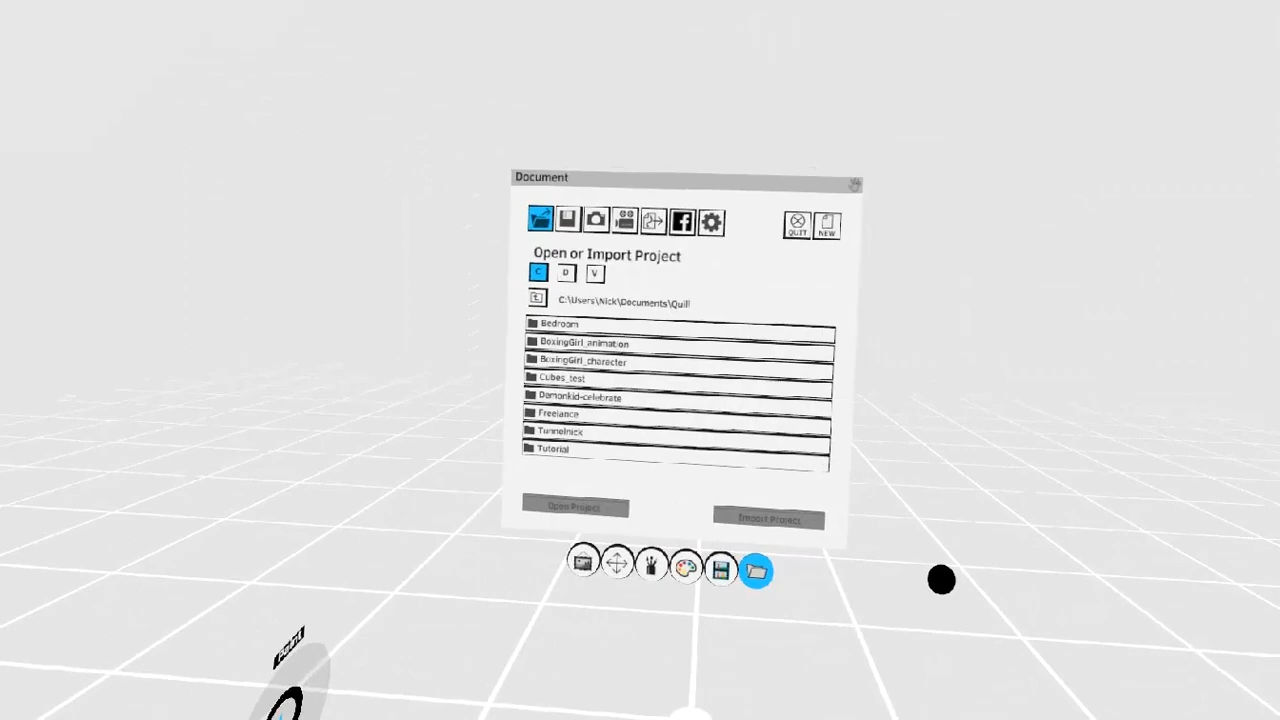 Document
QUIT NEW
Open or Import Project
C D V
C:\Users\Nick\Documents\Quill
Bedroom
BoxingGirl_animation
BoxingGirl_character
Cubes_test
Demonkid-celebrate
Freelance
Tunnelnick
Tutorial
Open Project Import Project
Paint